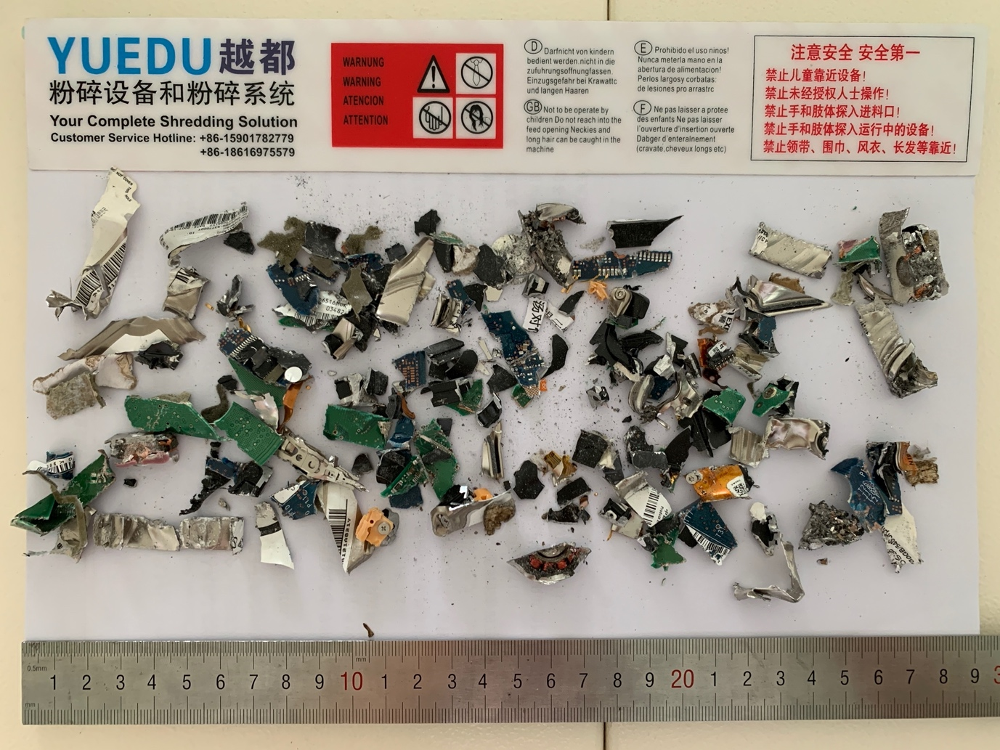 YUEDU越都
粉碎设备和粉碎系统
Your Complete Shredding Solution
Customer Service Hotline: +86-15901782779
+86-18616975579
WARNUNG
WARNING
ATENCION
ATTENTION
D Darfnicht von kindern
bedient werden.nicht in die
zufuhrungsoffnungfassen.
Einzugsgefahr bei Krawattc
und langen Haaren
GB Not to be operate by
children Do not reach into the
feed opening Neckies and
long hair can be caught in the
machine
E Prohibido el uso ninos!
Nunca meterla mano en la
abertura de alimentacion!
Perlos largosy corbatas:
de lesiones pro arrastrc
F Ne pas laisser a protee
des enfants Ne pas laisser
l'ouverture d'insertion ouverte
Dabger d'enteralnement
(cravate,cheveux longs etc)
注意安全 安全第一
禁止儿童靠近设备!
禁止未经授权人士操作!
禁止手和肢体探入进料口!
禁止手和肢体探入运行中的设备!
禁止领带、围巾、风衣、长发等靠近!
DO NOT COVER
汤对
0.5mm
mm
1 2 3 4 5 6 7 8 9 10 1 2 3 4 5 6 7 8 9 20 1 2 3 4 5 6 7 8 9
mm